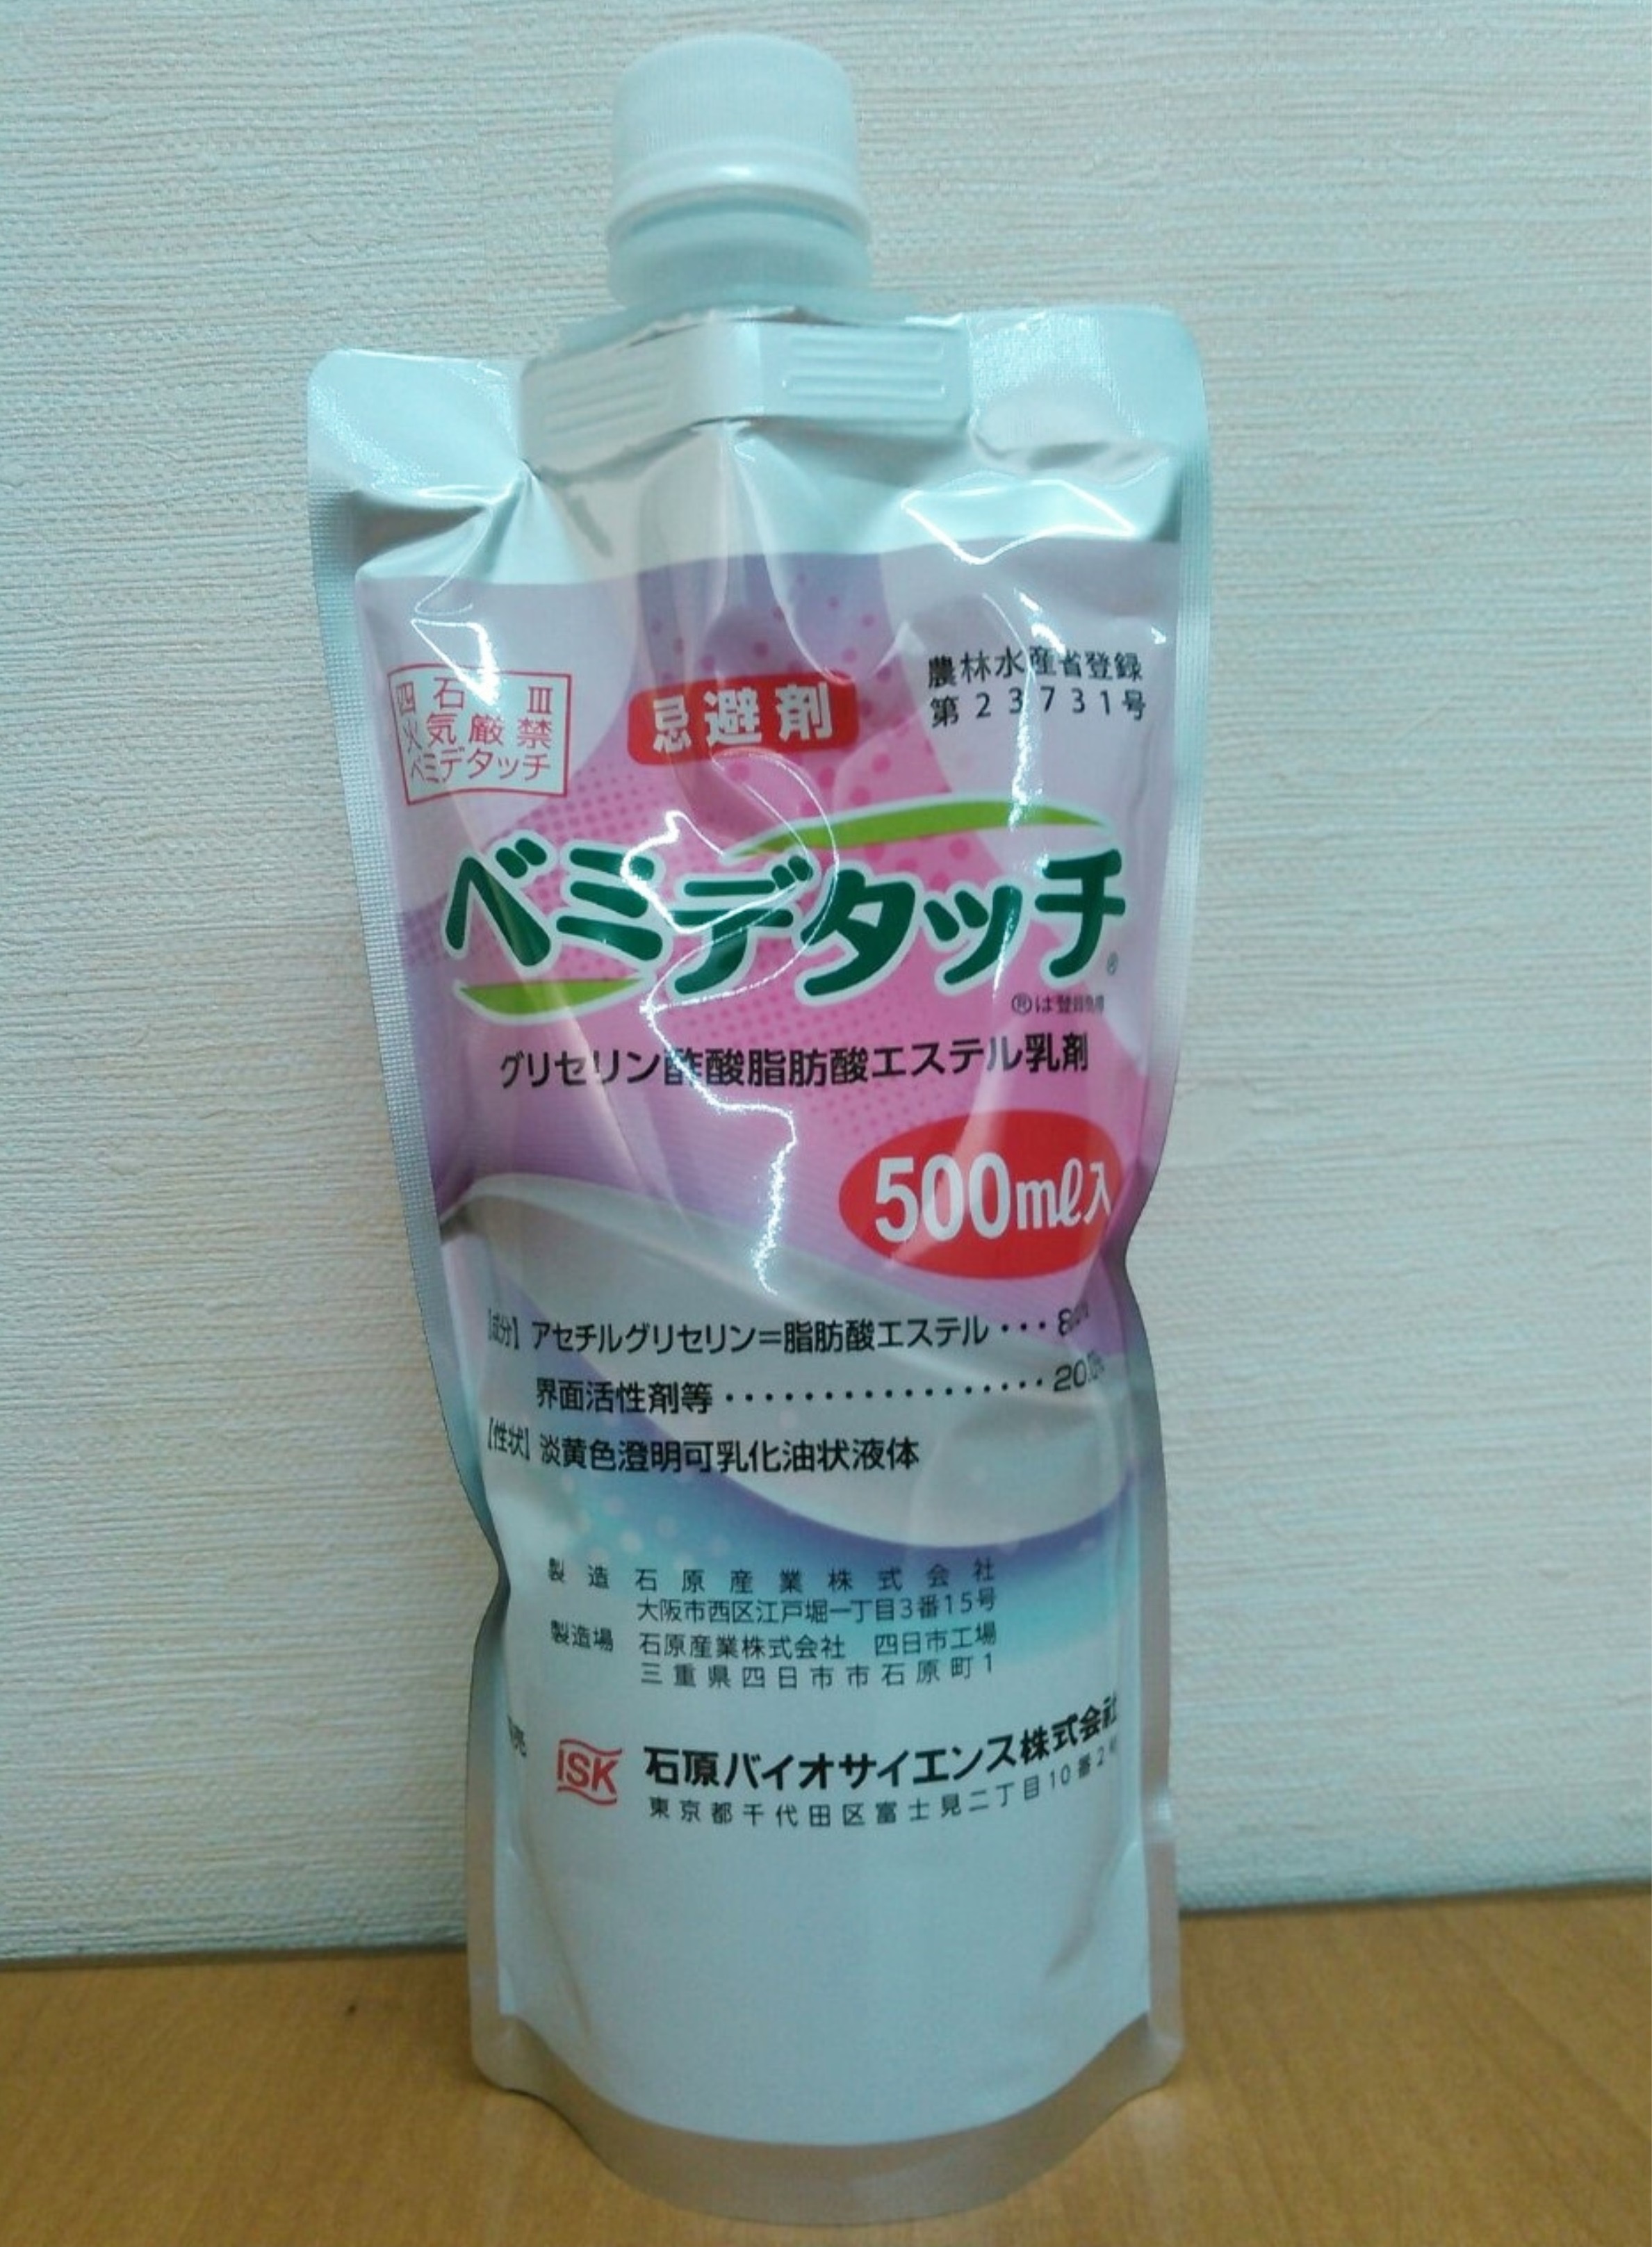 四石 Ⅲ
火気厳禁
ベミデタッチ
忌避剤
農林水産省登録
第23731号
ベミデタッチ®
®は登録商標
グリセリン酢酸脂肪酸エステル乳剤
500mℓ入
【成分】アセチルグリセリン=脂肪酸エステル・・・
界面活性剤等・・・・・・・・・・・・・・・・・20.
【性状】淡黄色澄明可乳化油状液体
製造 石原産業株式会社
大阪市西区江戸堀一丁目3番15号
製造場 石原産業株式会社 四日市工場
三重県四日市市石原町1
ISK 石原バイオサイエンス株式会社
東京都千代田区富士見二丁目10番2号